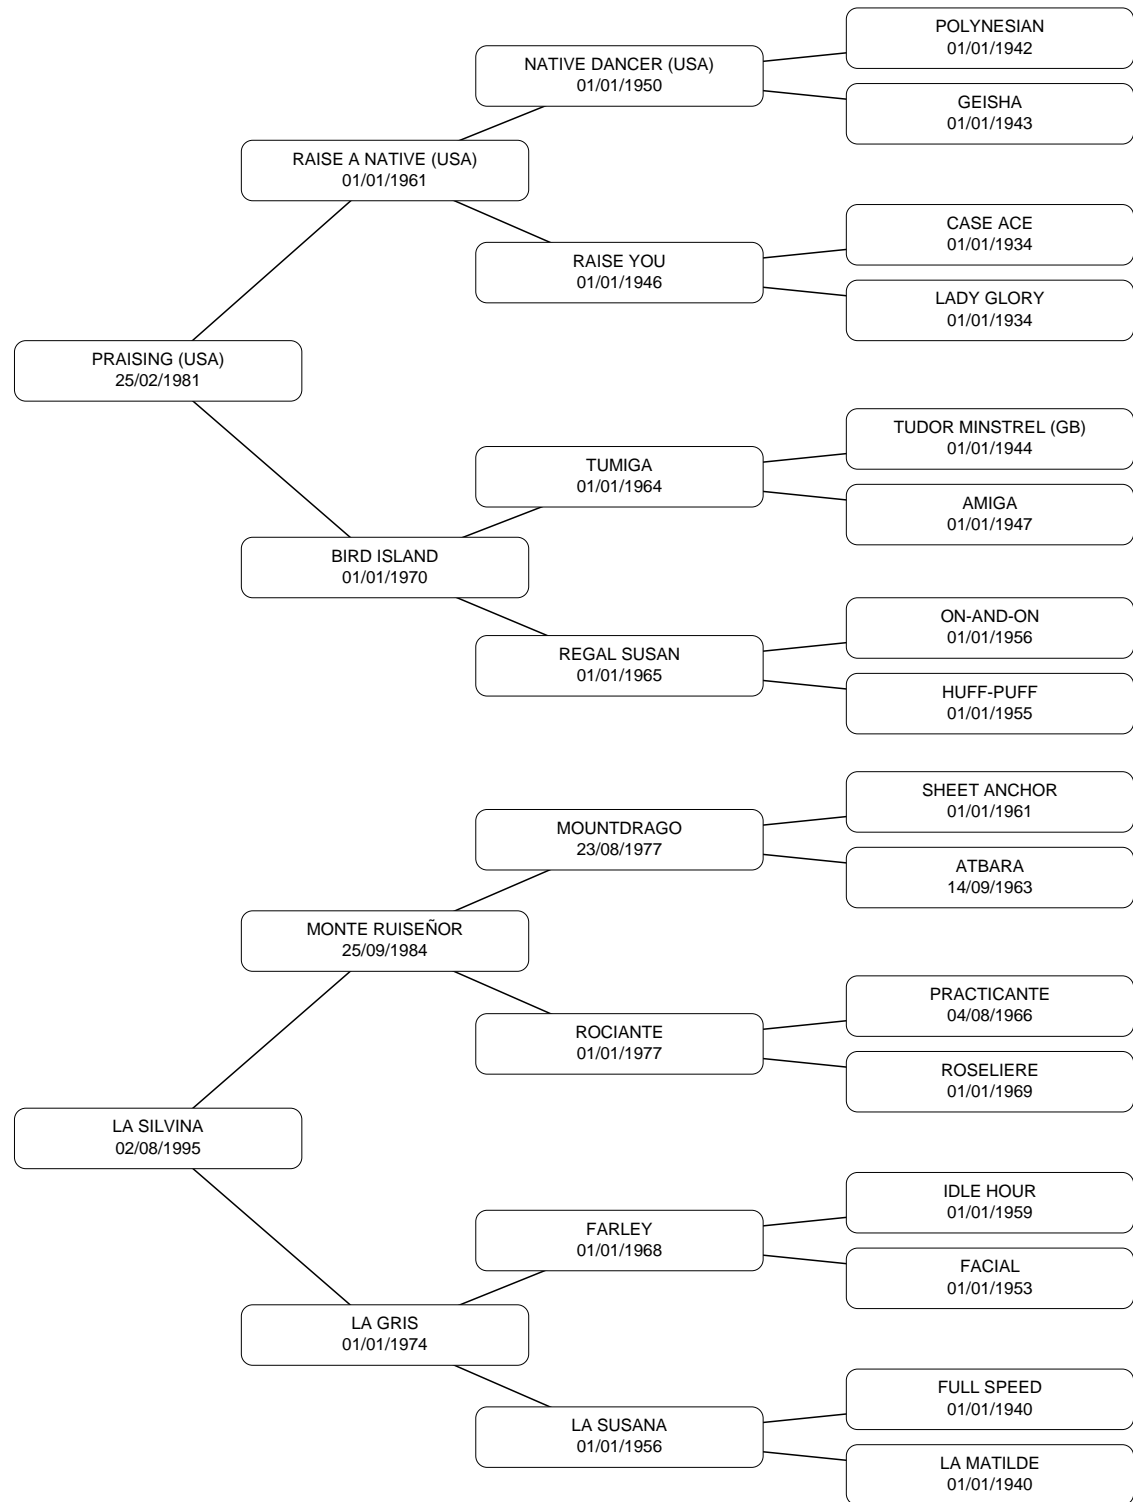 POLYNESIAN
01/01/1942
NATIVE DANCER (USA)
01/01/1950
GEISHA
01/01/1943
RAISE A NATIVE (USA)
01/01/1961
CASE ACE
01/01/1934
RAISE YOU
01/01/1946
LADY GLORY
01/01/1934
PRAISING (USA)
25/02/1981
TUDOR MINSTREL (GB)
01/01/1944
TUMIGA
01/01/1964
AMIGA
01/01/1947
BIRD ISLAND
01/01/1970
ON-AND-ON
01/01/1956
REGAL SUSAN
01/01/1965
HUFF-PUFF
01/01/1955
SHEET ANCHOR
01/01/1961
MOUNTDRAGO
23/08/1977
ATBARA
14/09/1963
MONTE RUISEÑOR
25/09/1984
PRACTICANTE
04/08/1966
ROCIANTE
01/01/1977
ROSELIERE
01/01/1969
LA SILVINA
02/08/1995
IDLE HOUR
01/01/1959
FARLEY
01/01/1968
FACIAL
01/01/1953
LA GRIS
01/01/1974
FULL SPEED
01/01/1940
LA SUSANA
01/01/1956
LA MATILDE
01/01/1940